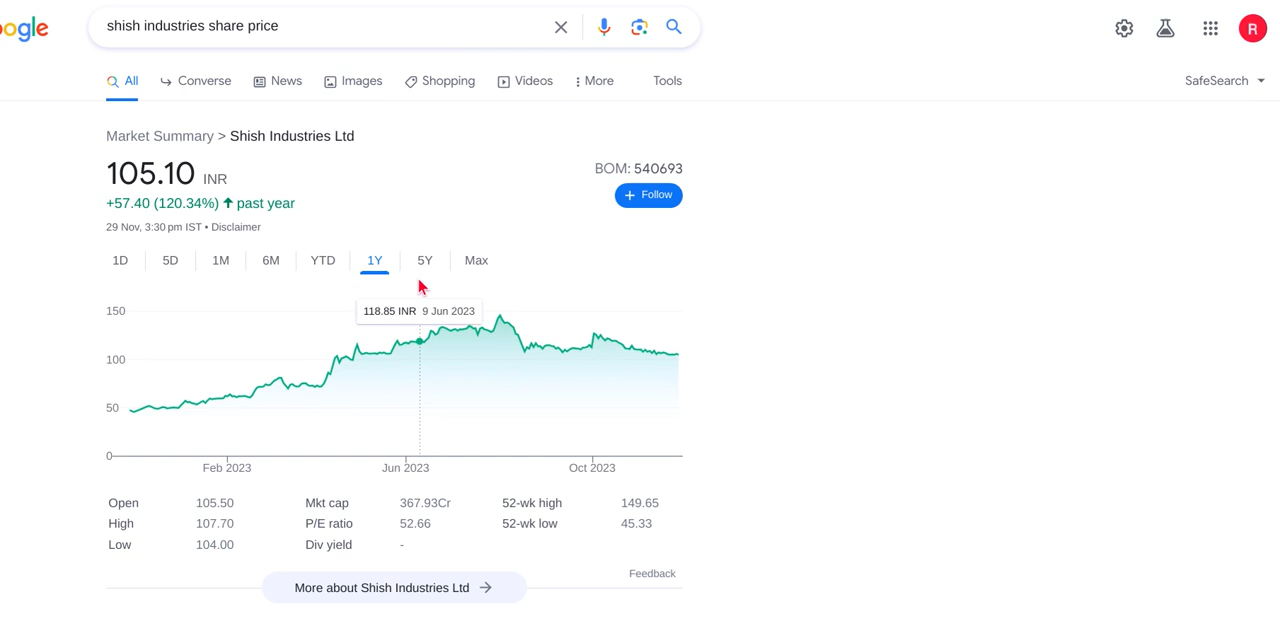 ogle shish industries share price R
All Converse News Images Shopping Videos More Tools SafeSearch
Market Summary > Shish Industries Ltd
105.10 INR BOM: 540693
+57.40 (120.34%) past year + Follow
29 Nov, 3:30 pm IST • Disclaimer
1D 5D 1M 6M YTD 1Y 5Y Max
150 118.85 INR 9 Jun 2023
100
50
0
Feb 2023 Jun 2023 Oct 2023
Open 105.50 Mkt cap 367.93Cr 52-wk high 149.65
High 107.70 P/E ratio 52.66 52-wk low 45.33
Low 104.00 Div yield -
Feedback
More about Shish Industries Ltd